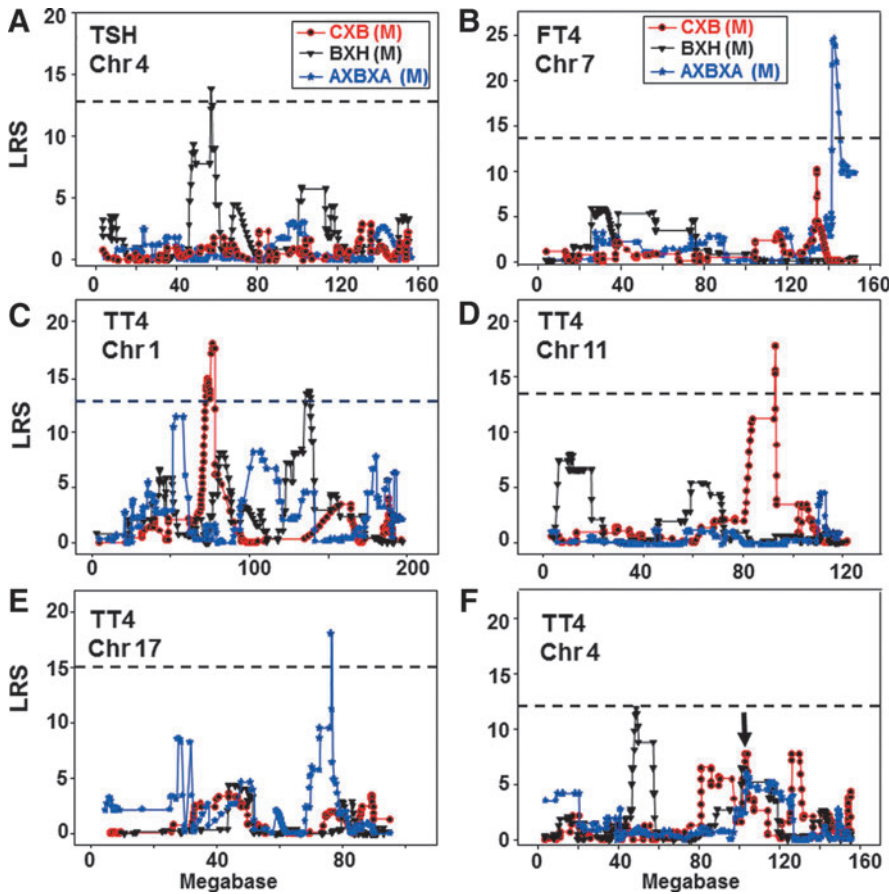 A
TSH
Chr 4
CXB (M)
BXH (M)
AXBXA (M)
LRS
20
15
10
5
0
0 40 80 120 160
B
FT4
Chr 7
CXB (M)
BXH (M)
AXBXA (M)
25
20
15
10
5
0
0 40 80 120 160
C
TT4
Chr 1
LRS
20
15
10
5
0
0 100 200
D
TT4
Chr 11
20
15
10
5
0
0 40 80 120
E
TT4
Chr 17
LRS
20
15
10
5
0
0 40 80
Megabase
F
TT4
Chr 4
20
15
10
5
0
0 40 80 120 160
Megabase